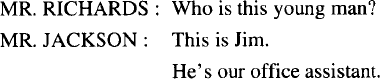 MR. RICHARDS : Who is this young man?
MR. JACKSON : This is Jim.
He's our office assistant.